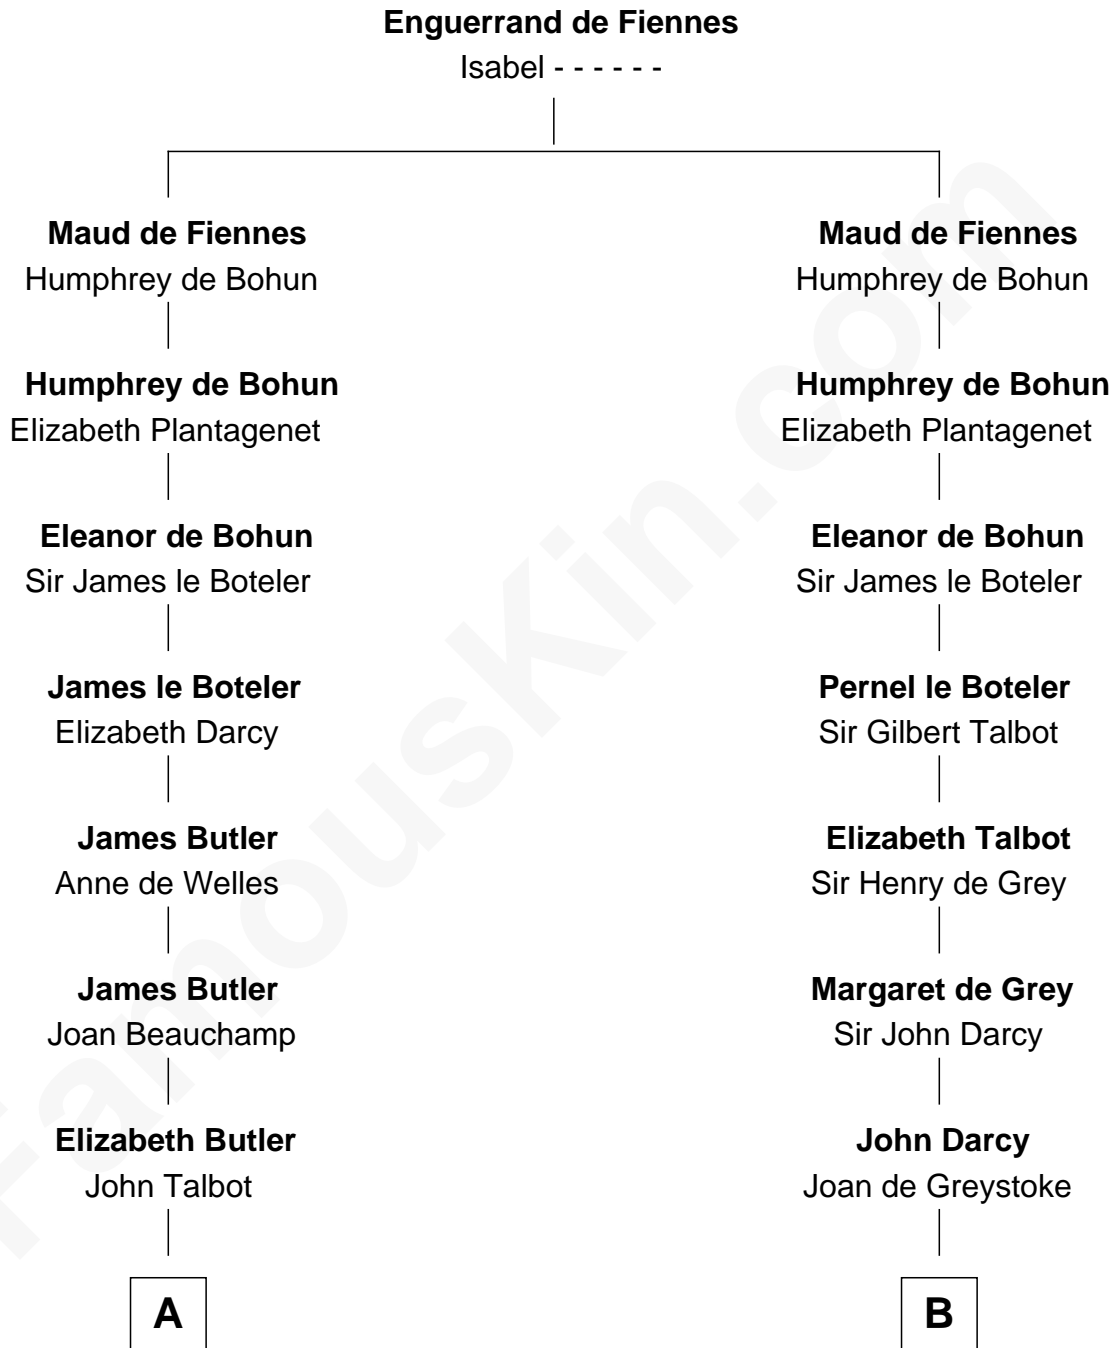 Enguerrand de Fiennes
Isabel - - - - - -
Maud de Fiennes
Humphrey de Bohun
Humphrey de Bohun
Elizabeth Plantagenet
Eleanor de Bohun
Sir James le Boteler
James le Boteler
Elizabeth Darcy
James Butler
Anne de Welles
James Butler
Joan Beauchamp
Elizabeth Butler
John Talbot
A
Maud de Fiennes
Humphrey de Bohun
Humphrey de Bohun
Elizabeth Plantagenet
Eleanor de Bohun
Sir James le Boteler
Pernel le Boteler
Sir Gilbert Talbot
Elizabeth Talbot
Sir Henry de Grey
Margaret de Grey
Sir John Darcy
John Darcy
Joan de Greystoke
B
FamousKin.com